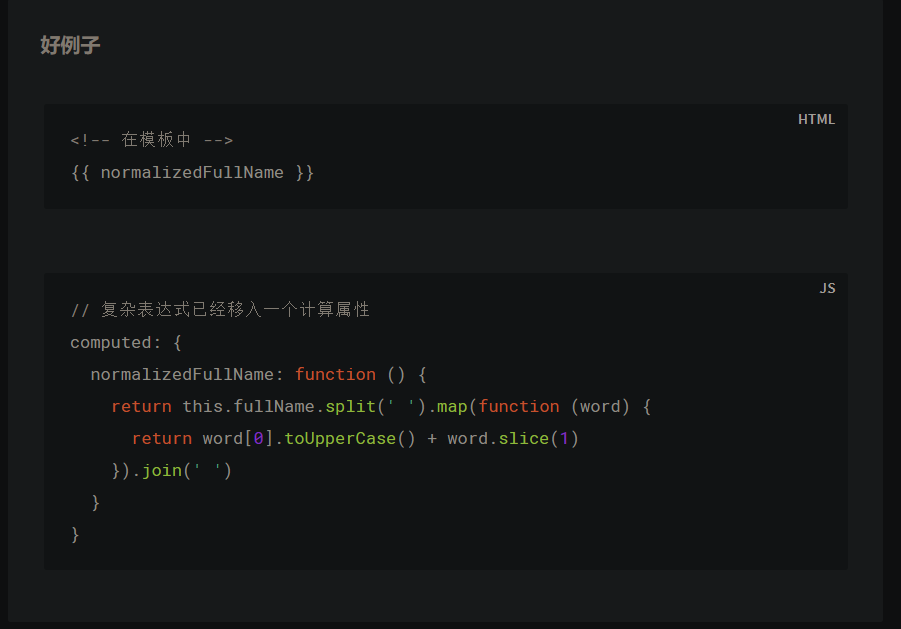 好例子
HTML
<!-- 在模板中 -->
{{ normalizedFullName }}
JS
// 复杂表达式已经移入一个计算属性
computed: {
  normalizedFullName: function () {
    return this.fullName.split(' ').map(function (word) {
      return word[0].toUpperCase() + word.slice(1)
    }).join(' ')
  }
}